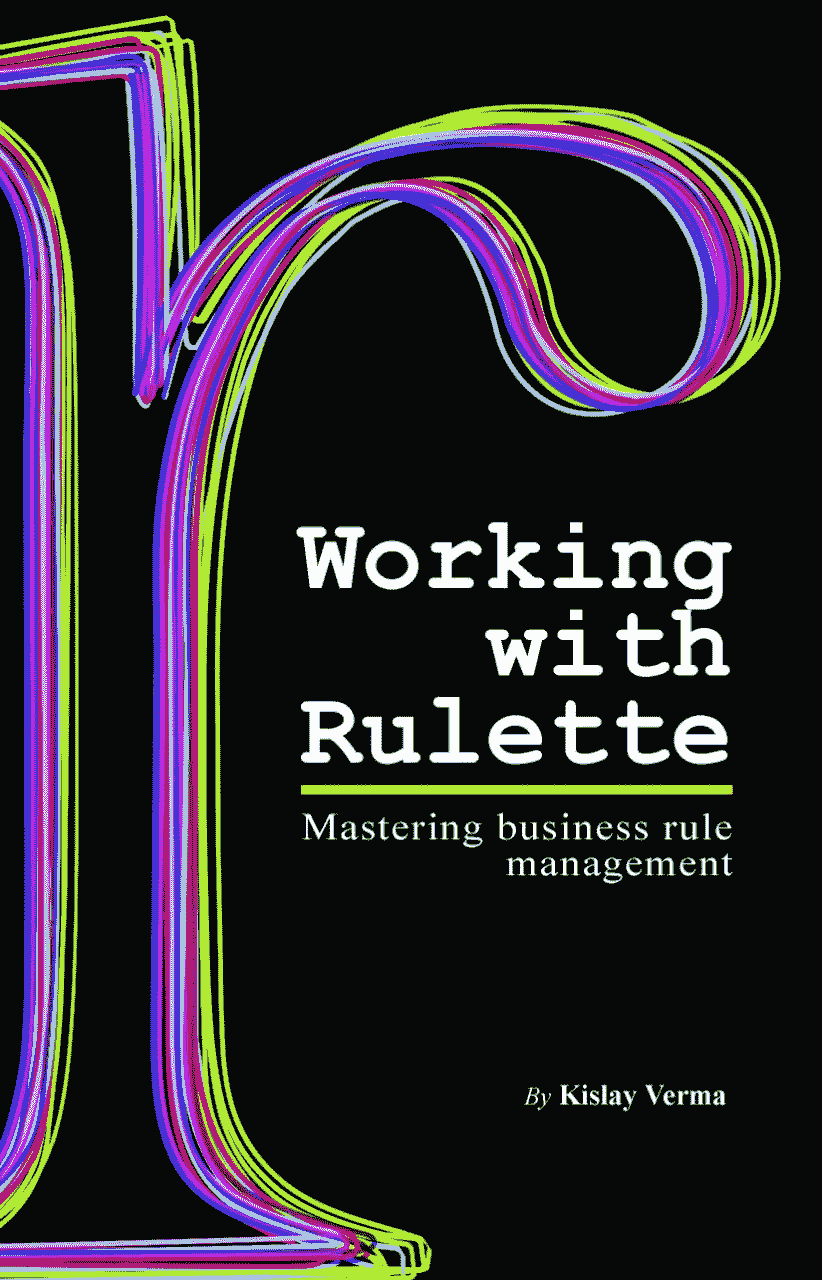 Working
with
Rulette
Mastering business rule
management
By Kislay Verma